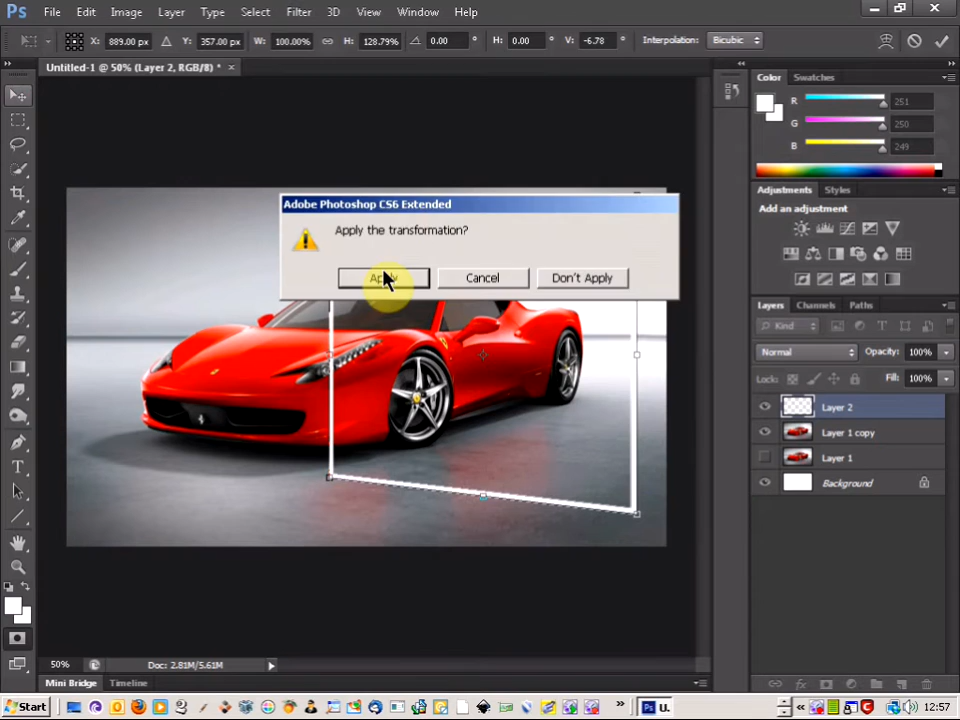 Ps File Edit Image Layer Type Select Filter 3D View Window Help
X: 889.00 px Y: 357.00 px W: 100.00% H: 128.79% 0.00 ° H: 0.00 V: -6.78 ° Interpolation: Bicubic
Untitled-1 @ 50% (Layer 2, RGB/8) * ×
Color Swatches
R 251
G 250
B 249
Adjustments Styles
Add an adjustment
Adobe Photoshop CS6 Extended
Apply the transformation?
Apply Cancel Don't Apply
Layers Channels Paths
Kind
Normal Opacity: 100%
Lock: Fill: 100%
Layer 2
Layer 1 copy
Layer 1
Background
50% Doc: 2.81M/5.61M
Mini Bridge Timeline
Start Ps U. 12:57